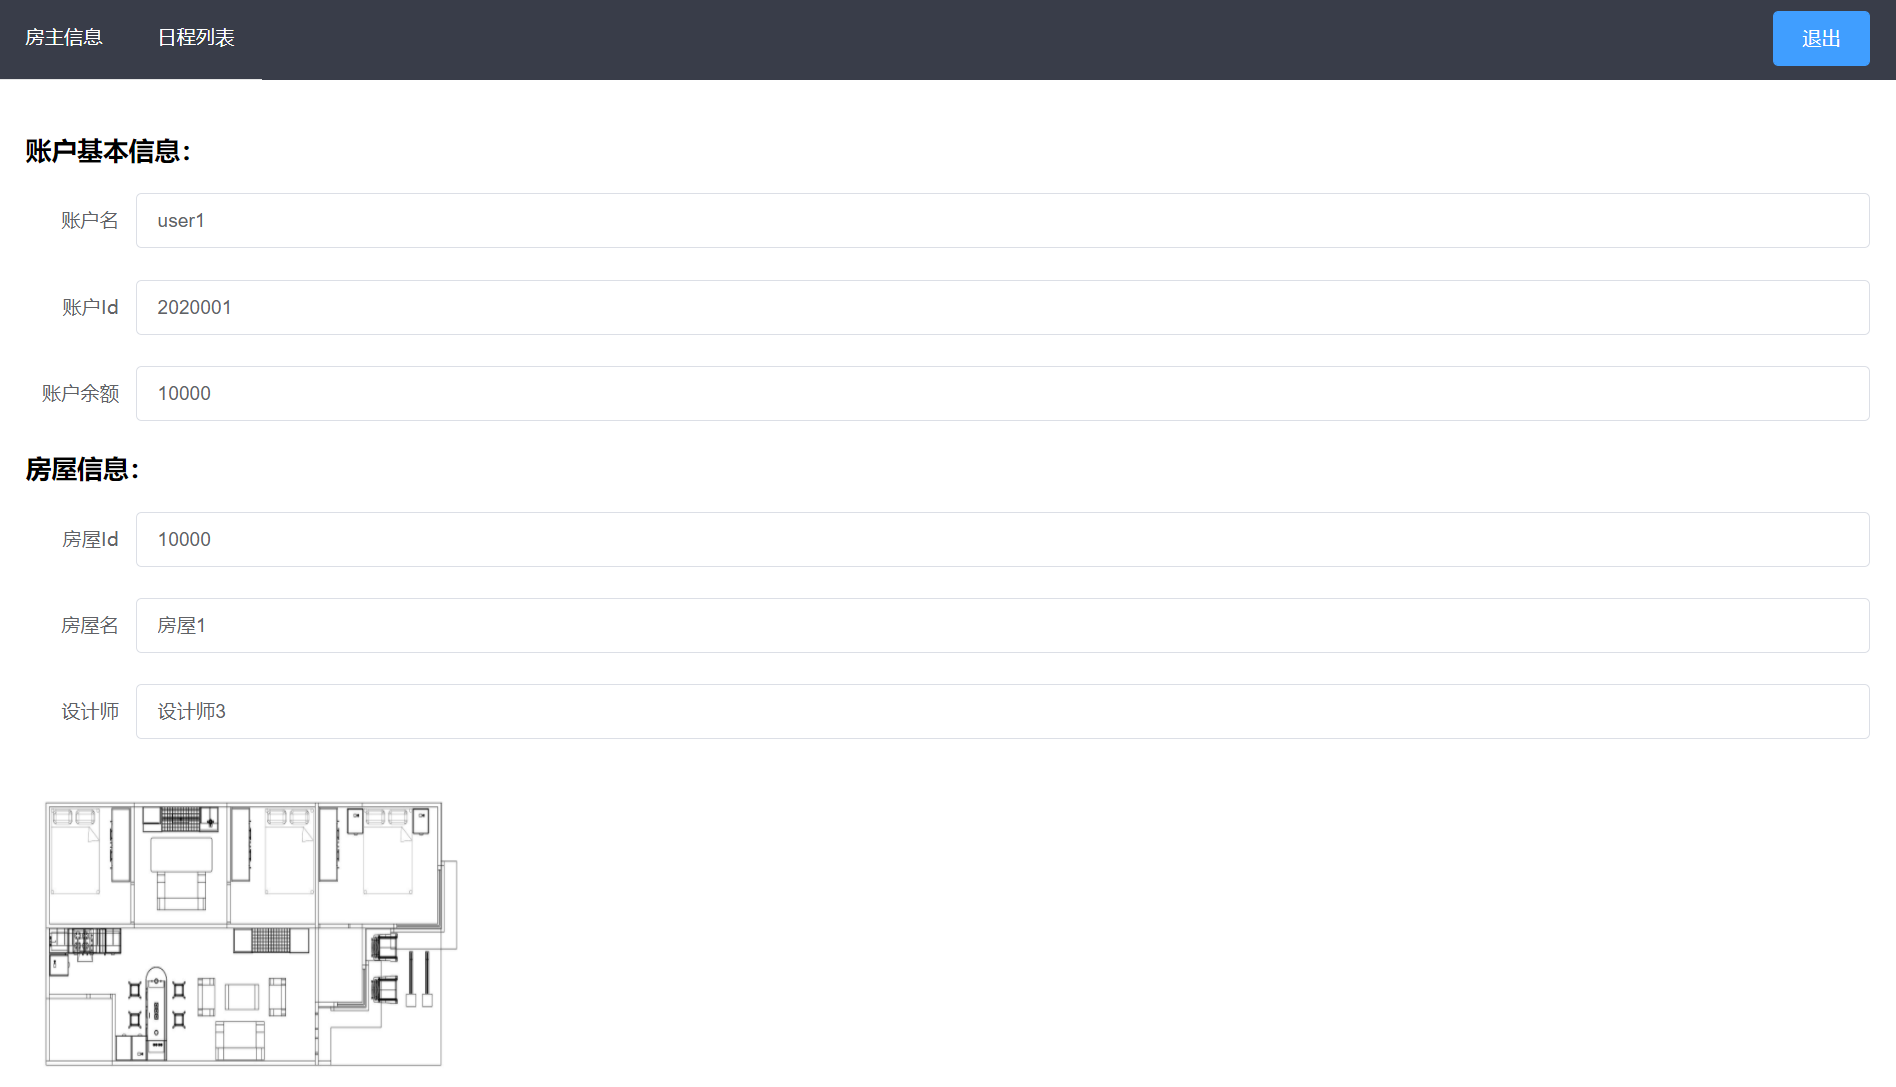 房主信息 日程列表 退出
账户基本信息：
账户名 user1
账户Id 2020001
账户余额 10000
房屋信息：
房屋Id 10000
房屋名 房屋1
设计师 设计师3